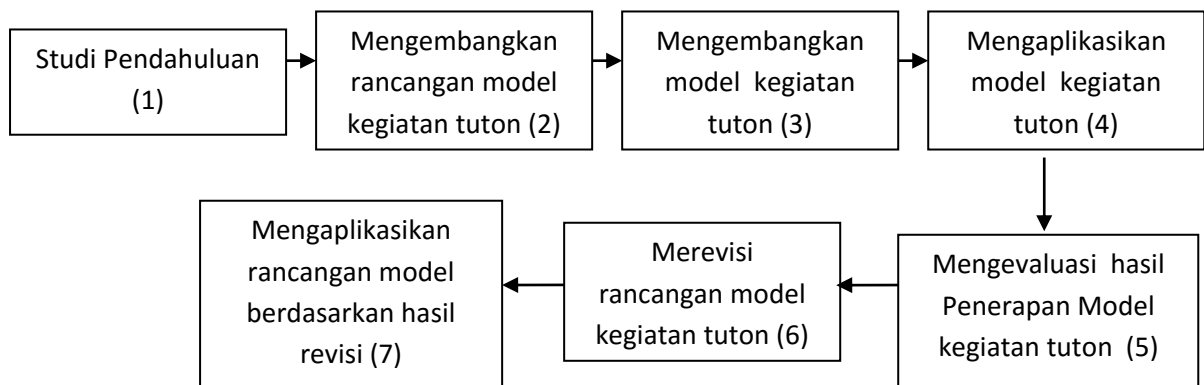 Studi Pendahuluan
(1)
Mengembangkan
rancangan model
kegiatan tuton (2)
Mengembangkan
model kegiatan
tuton (3)
Mengaplikasikan
model kegiatan
tuton (4)
Mengevaluasi hasil
Penerapan Model
kegiatan tuton (5)
Merevisi
rancangan model
kegiatan tuton (6)
Mengaplikasikan
rancangan model
berdasarkan hasil
revisi (7)